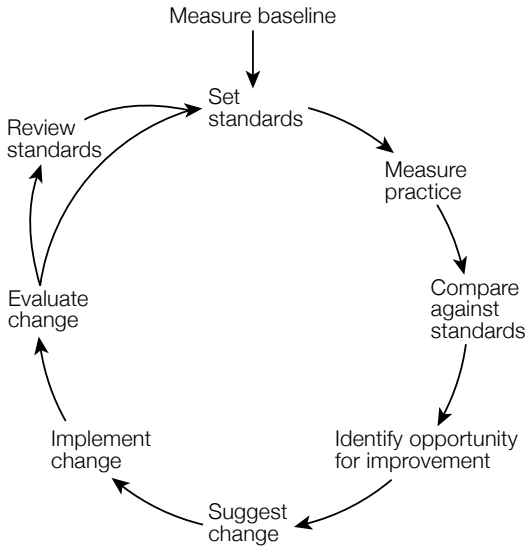 Measure baseline
Set
standards
Measure
practice
Compare
against
standards
Identify opportunity
for improvement
Suggest
change
Implement
change
Evaluate
change
Review
standards